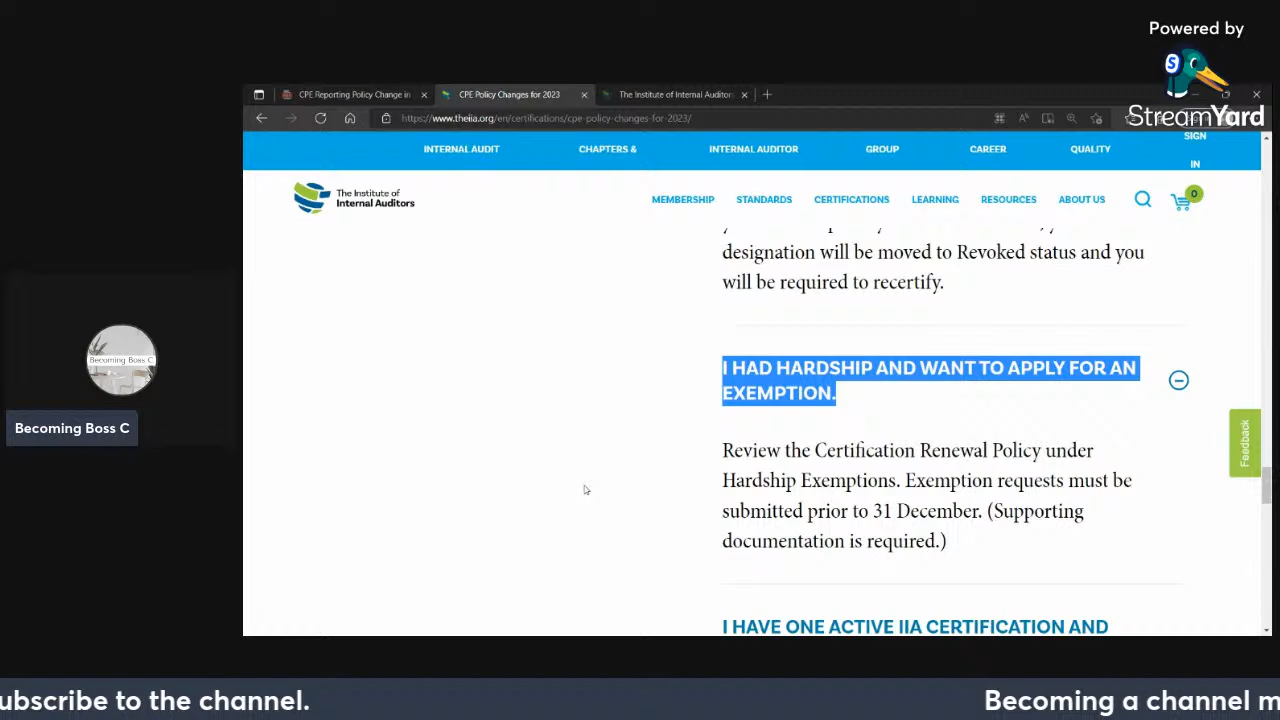 Powered by
StreamYard
CPE Reporting Policy Change in
CPE Policy Changes for 2023
The Institute of Internal Auditors
https://www.theiia.org/en/certifications/cpe-policy-changes-for-2023/
INTERNAL AUDIT
CHAPTERS &
INTERNAL AUDITOR
GROUP
CAREER
QUALITY
SIGN
IN
The Institute of
Internal Auditors
MEMBERSHIP
STANDARDS
CERTIFICATIONS
LEARNING
RESOURCES
ABOUT US
0
designation will be moved to Revoked status and you
will be required to recertify.
I HAD HARDSHIP AND WANT TO APPLY FOR AN
EXEMPTION.
Review the Certification Renewal Policy under
Hardship Exemptions. Exemption requests must be
submitted prior to 31 December. (Supporting
documentation is required.)
I HAVE ONE ACTIVE IIA CERTIFICATION AND
Feedback
Becoming Boss C
Becoming Boss C
ubscribe to the channel.
Becoming a channel m